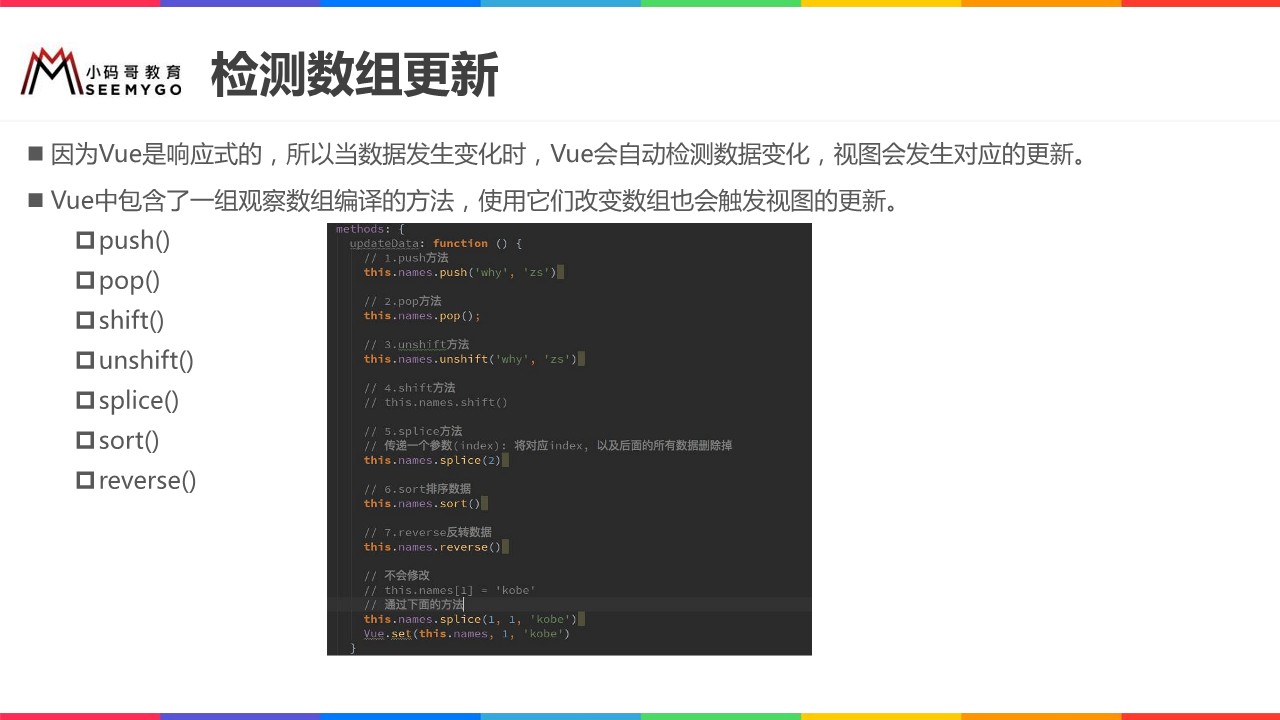 小码哥教育
SEEMYGO
检测数组更新
因为Vue是响应式的，所以当数据发生变化时，Vue会自动检测数据变化，视图会发生对应的更新。
Vue中包含了一组观察数组编译的方法，使用它们改变数组也会触发视图的更新。
push()
pop()
shift()
unshift()
splice()
sort()
reverse()
methods: {
updateData: function () {
// 1.push方法
this.names.push('why', 'zs')
// 2.pop方法
this.names.pop();
// 3.unshift方法
this.names.unshift('why', 'zs')
// 4.shift方法
// this.names.shift()
// 5.splice方法
// 传递一个参数(index): 将对应index, 以及后面的所有数据删除掉
this.names.splice(2)
// 6.sort排序数据
this.names.sort()
// 7.reverse反转数据
this.names.reverse()
// 不会修改
// this.names[1] = 'kobe'
// 通过下面的方法
this.names.splice(1, 1, 'kobe')
Vue.set(this.names, 1, 'kobe')
}